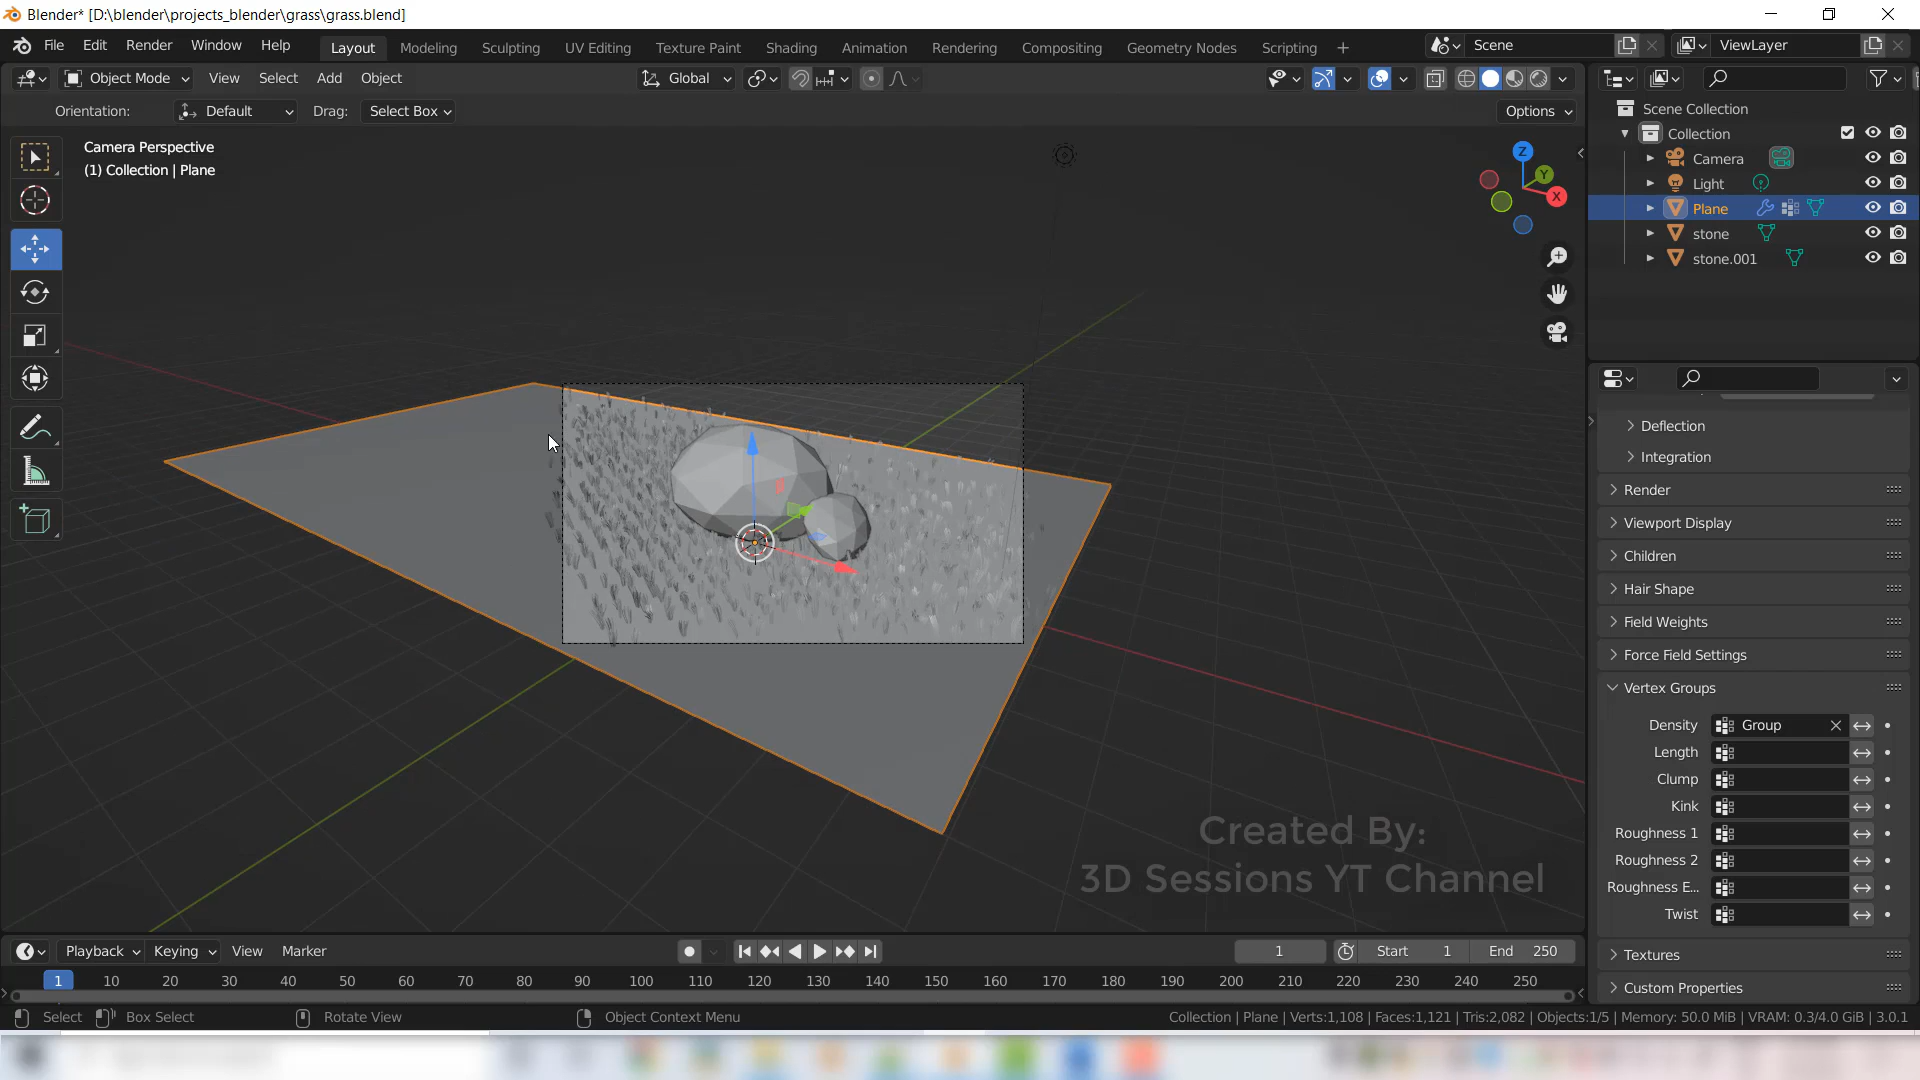 Blender* [D:\blender\projects_blender\grass\grass.blend]
File Edit Render Window Help Layout Modeling Sculpting UV Editing Texture Paint Shading Animation Rendering Compositing Geometry Nodes Scripting + Scene ViewLayer
Object Mode View Select Add Object Global
Orientation: Default Drag: Select Box Options
Camera Perspective
(1) Collection | Plane
Z
Y
X
Scene Collection
Collection
Camera
Light
Plane
stone
stone.001
Deflection
Integration
Render
Viewport Display
Children
Hair Shape
Field Weights
Force Field Settings
Vertex Groups
Density Group
Length
Clump
Kink
Roughness 1
Roughness 2
Roughness E...
Twist
Textures
Custom Properties
Created By:
3D Sessions YT Channel
Playback Keying View Marker 1 Start 1 End 250
1 10 20 30 40 50 60 70 80 90 100 110 120 130 140 150 160 170 180 190 200 210 220 230 240 250
Select Box Select Rotate View Object Context Menu Collection | Plane | Verts:1,108 | Faces:1,121 | Tris:2,082 | Objects:1/5 | Memory: 50.0 MiB | VRAM: 0.3/4.0 GiB | 3.0.1